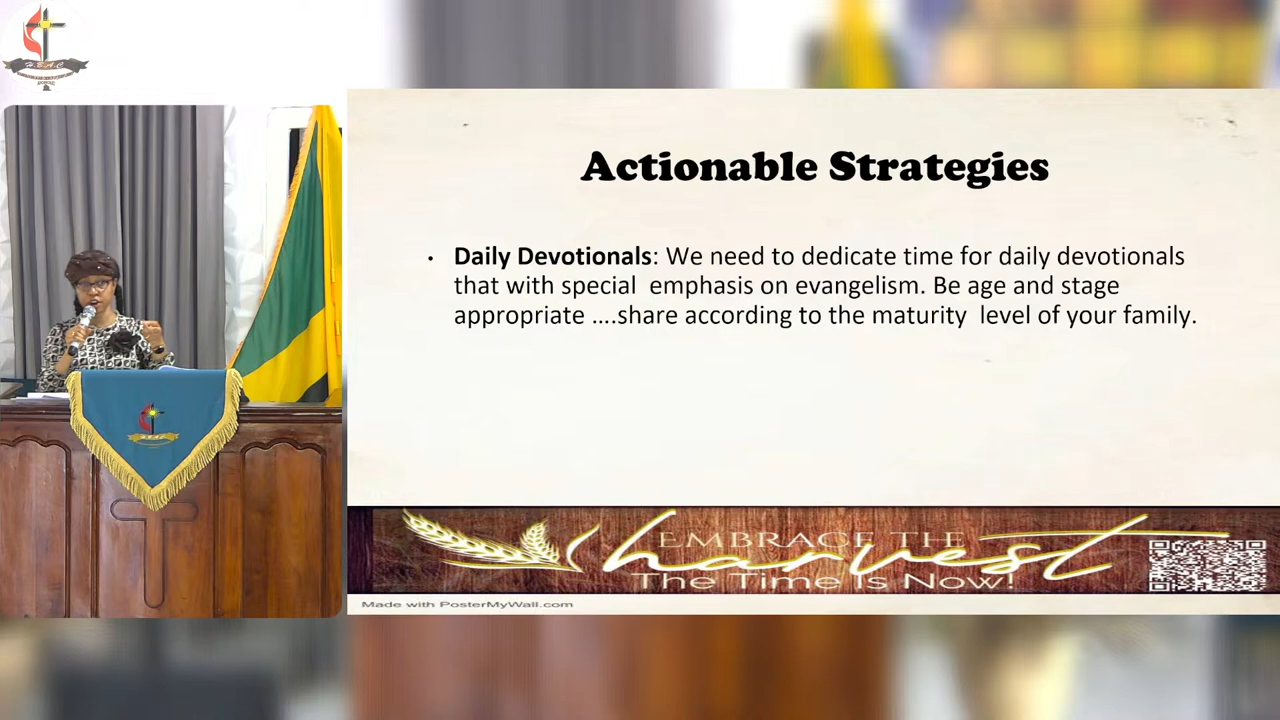 H.E.A.C
Actionable Strategies
• Daily Devotionals: We need to dedicate time for daily devotionals
that with special emphasis on evangelism. Be age and stage
appropriate ....share according to the maturity level of your family.
EMBRACE THE
harvest
The Time Is Now!
Made with PosterMyWall.com